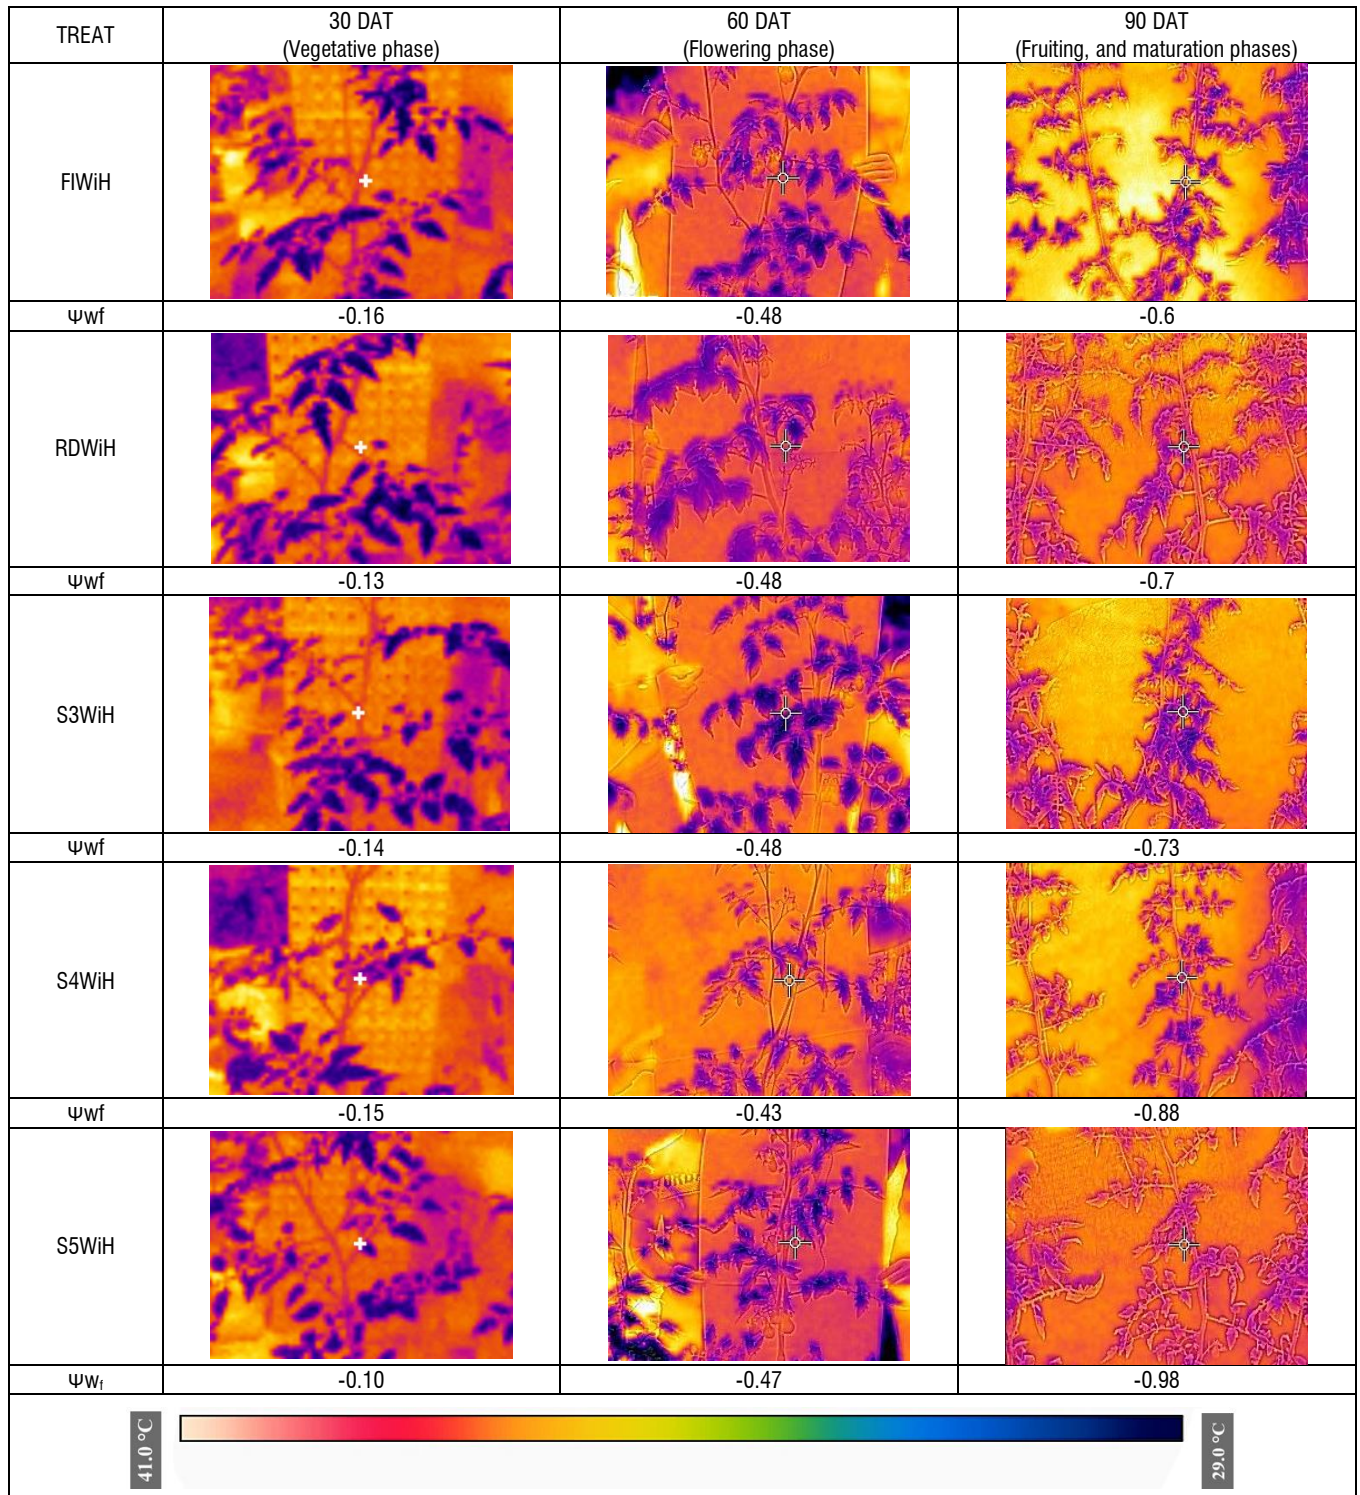 TREAT
30 DAT
(Vegetative phase)
60 DAT
(Flowering phase)
90 DAT
(Fruiting, and maturation phases)
FIWiH
Ψwf
-0.16
-0.48
-0.6
RDWiH
Ψwf
-0.13
-0.48
-0.7
S3WiH
Ψwf
-0.14
-0.48
-0.73
S4WiH
Ψwf
-0.15
-0.43
-0.88
S5WiH
Ψwf
-0.10
-0.47
-0.98
41.0 °C
29.0 °C